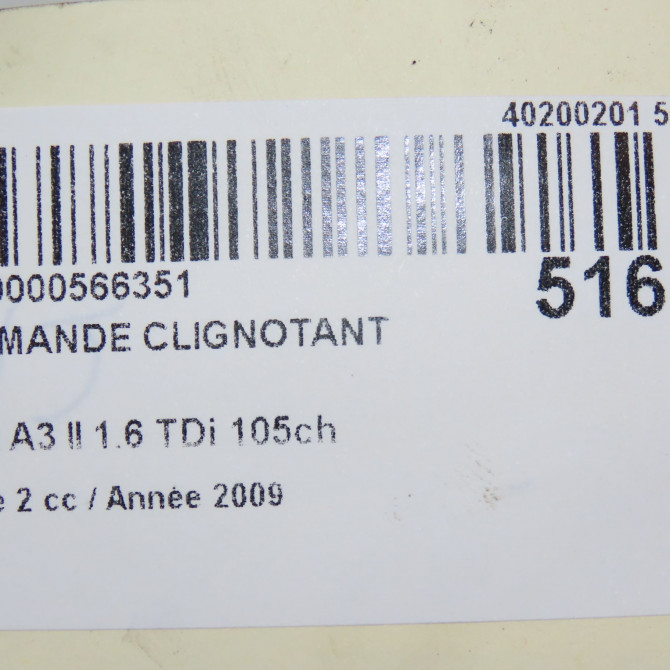 40200201 5
0000566351
516
MANDE CLIGNOTANT
A3 II 1.6 TDi 105ch
e 2 cc / Année 2009